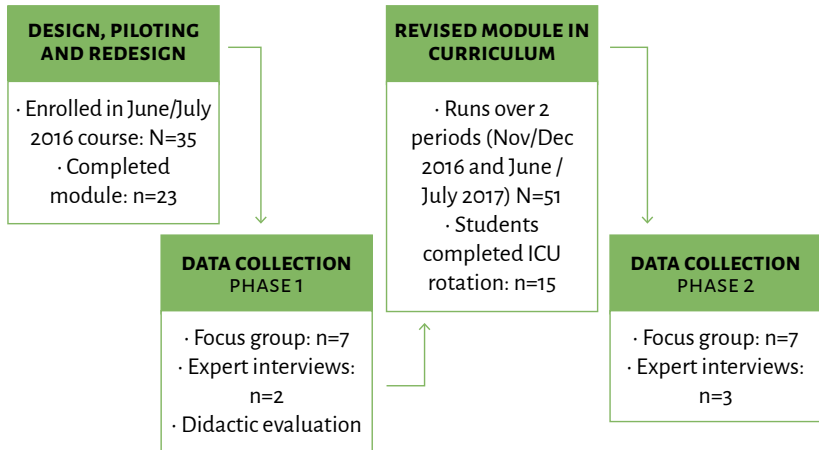 DESIGN, PILOTING
AND REDESIGN
· Enrolled in June/July
2016 course: N=35
· Completed
module: n=23
DATA COLLECTION
PHASE 1
· Focus group: n=7
· Expert interviews:
n=2
· Didactic evaluation
REVISED MODULE IN
CURRICULUM
· Runs over 2
periods (Nov/Dec
2016 and June /
July 2017) N=51
· Students
completed ICU
rotation: n=15
DATA COLLECTION
PHASE 2
· Focus group: n=7
· Expert interviews:
n=3